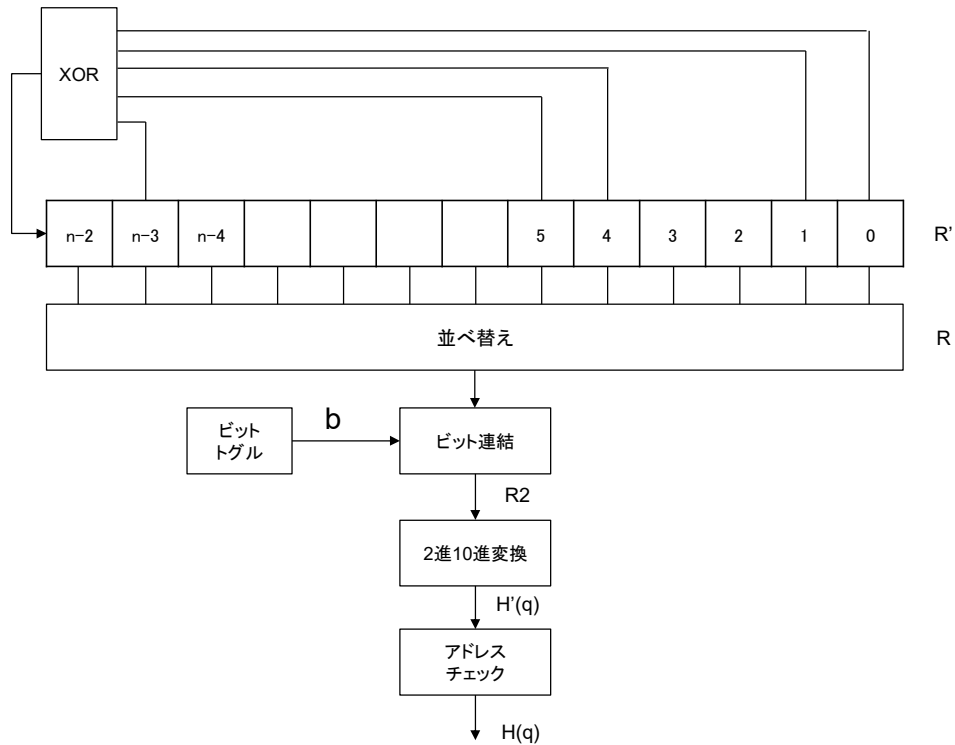 XOR
n-2 n-3 n-4 5 4 3 2 1 0 R'
並べ替え R
ビット
トグル
b
ビット連結
R2
2進10進変換
H'(q)
アドレス
チェック
H(q)